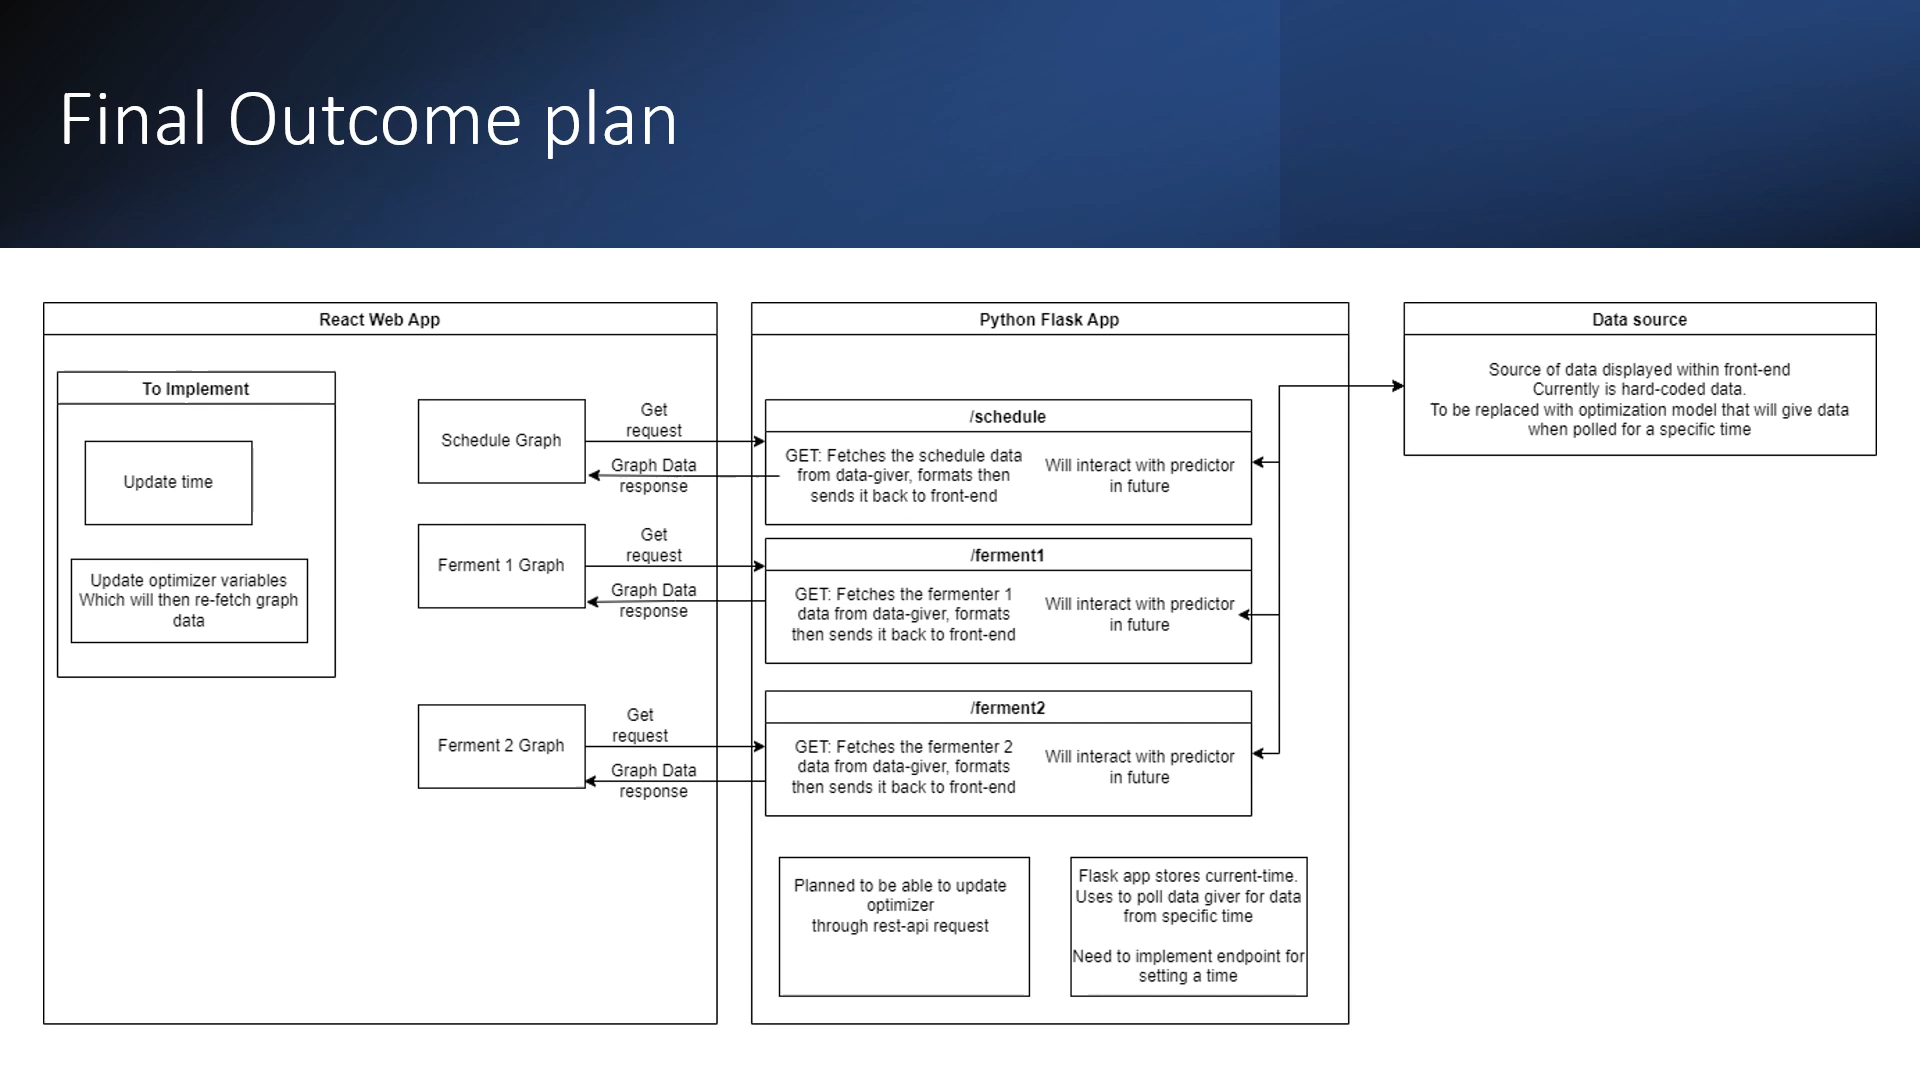 Final Outcome plan
React Web App
To Implement
Update time
Update optimizer variables
Which will then re-fetch graph
data
Schedule Graph
Get
request
Graph Data
response
Ferment 1 Graph
Get
request
Graph Data
response
Ferment 2 Graph
Get
request
Graph Data
response
Python Flask App
/schedule
GET: Fetches the schedule data
from data-giver, formats then
sends it back to front-end
Will interact with predictor
in future
/ferment1
GET: Fetches the fermenter 1
data from data-giver, formats
then sends it back to front-end
Will interact with predictor
in future
/ferment2
GET: Fetches the fermenter 2
data from data-giver, formats
then sends it back to front-end
Will interact with predictor
in future
Planned to be able to update
optimizer
through rest-api request
Flask app stores current-time.
Uses to poll data giver for data
from specific time
Need to implement endpoint for
setting a time
Data source
Source of data displayed within front-end
Currently is hard-coded data.
To be replaced with optimization model that will give data
when polled for a specific time